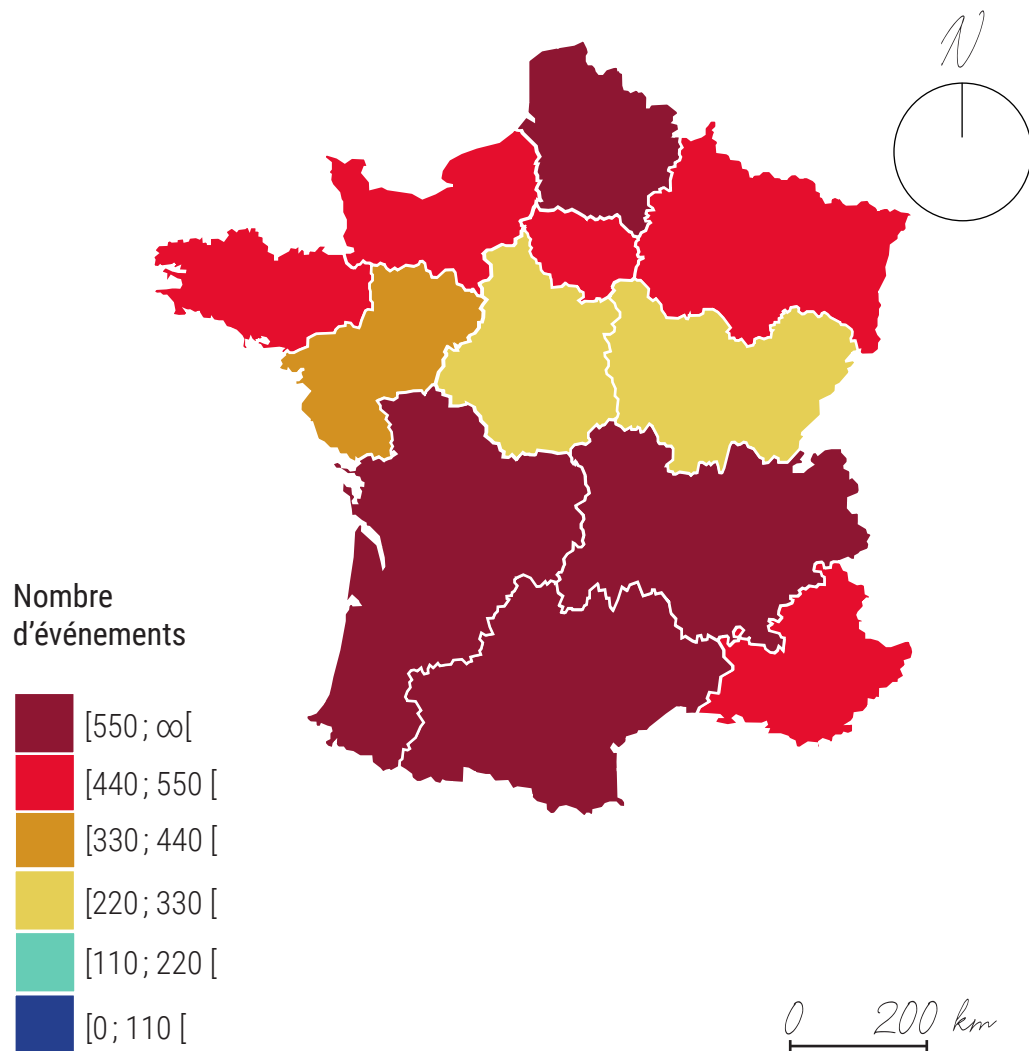 N
Nombre
d'événements
[550 ; ∞[
[440 ; 550 [
[330 ; 440 [
[220 ; 330 [
[110 ; 220 [
[0 ; 110 [
0 200 km